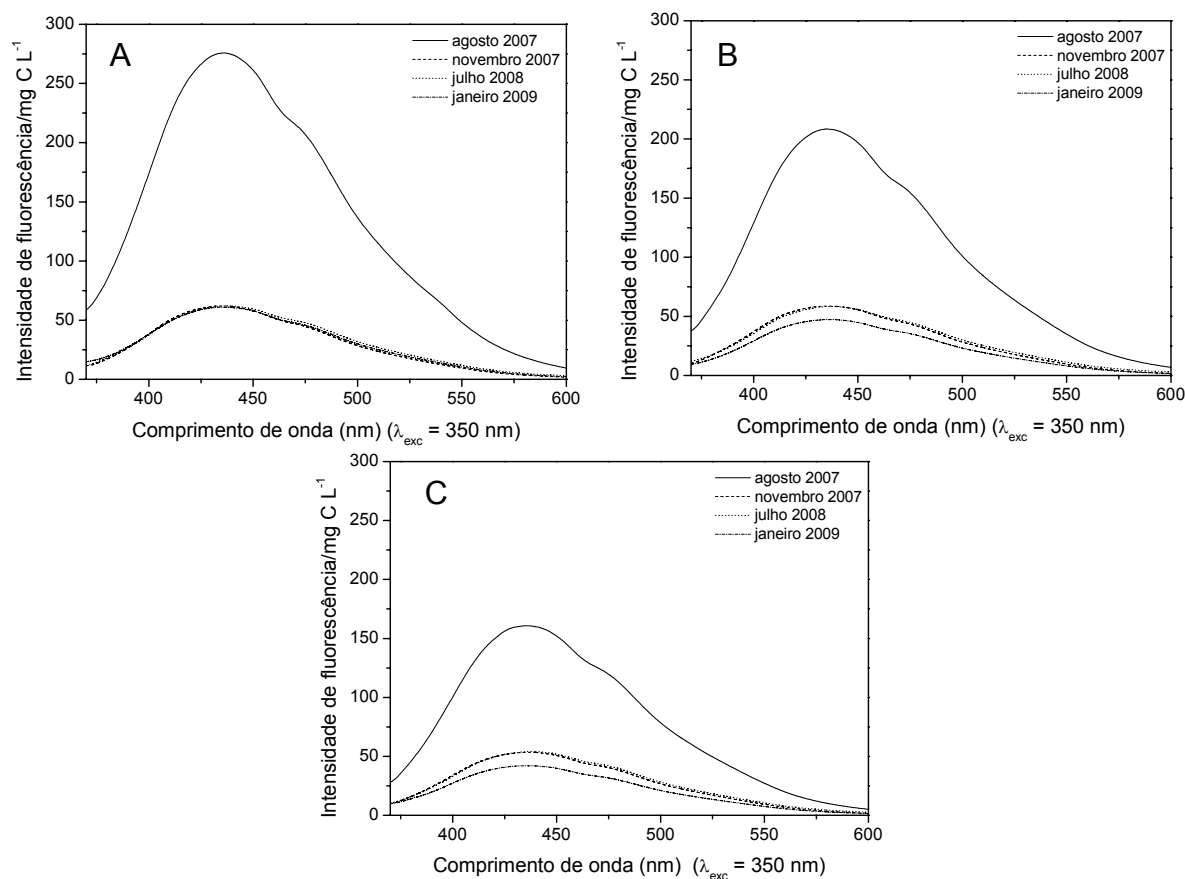 A
agosto 2007
novembro 2007
julho 2008
janeiro 2009
Intensidade de fluorescência/mg C L⁻¹
300
250
200
150
100
50
0
400
450
500
550
600
Comprimento de onda (nm) (λexc = 350 nm)
B
agosto 2007
novembro 2007
julho 2008
janeiro 2009
Intensidade de fluorescência/mg C L⁻¹
300
250
200
150
100
50
0
400
450
500
550
600
Comprimento de onda (nm) (λexc = 350 nm)
C
agosto 2007
novembro 2007
julho 2008
janeiro 2009
Intensidade de fluorescência/mg C L⁻¹
300
250
200
150
100
50
0
400
450
500
550
600
Comprimento de onda (nm) (λexc = 350 nm)